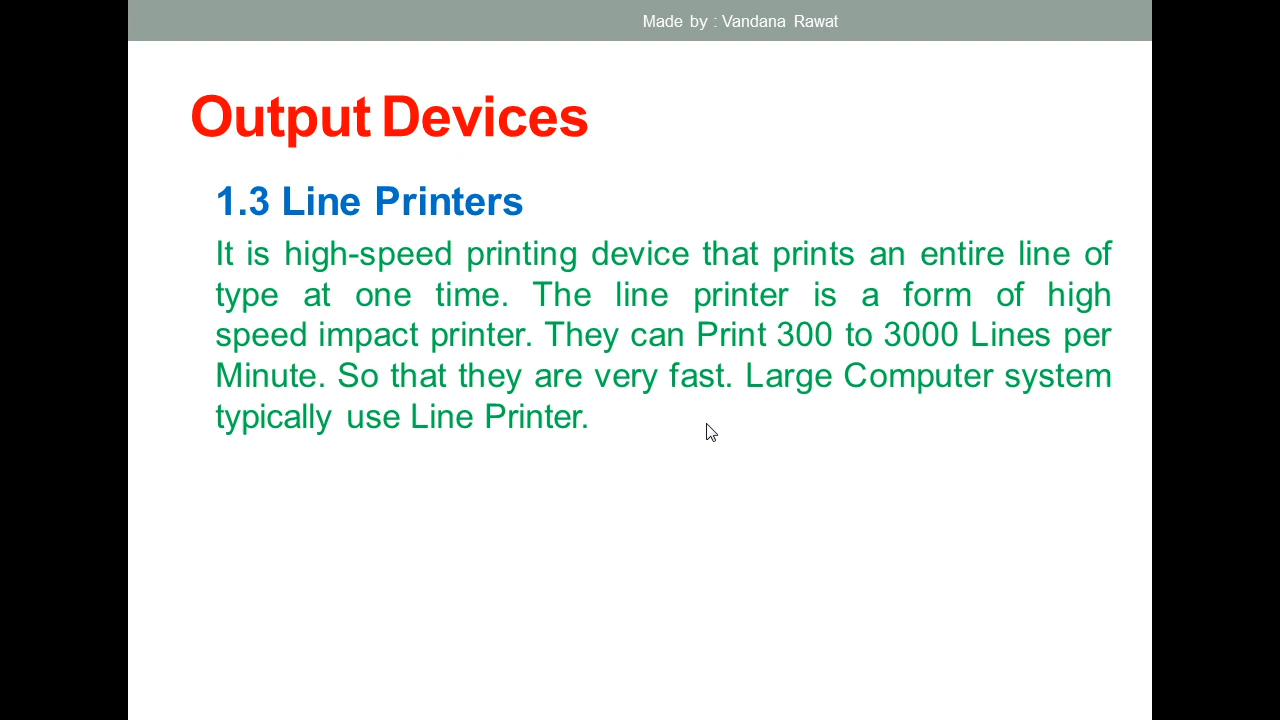 Made by : Vandana Rawat
Output Devices
1.3 Line Printers
It is high-speed printing device that prints an entire line of
type at one time. The line printer is a form of high
speed impact printer. They can Print 300 to 3000 Lines per
Minute. So that they are very fast. Large Computer system
typically use Line Printer.